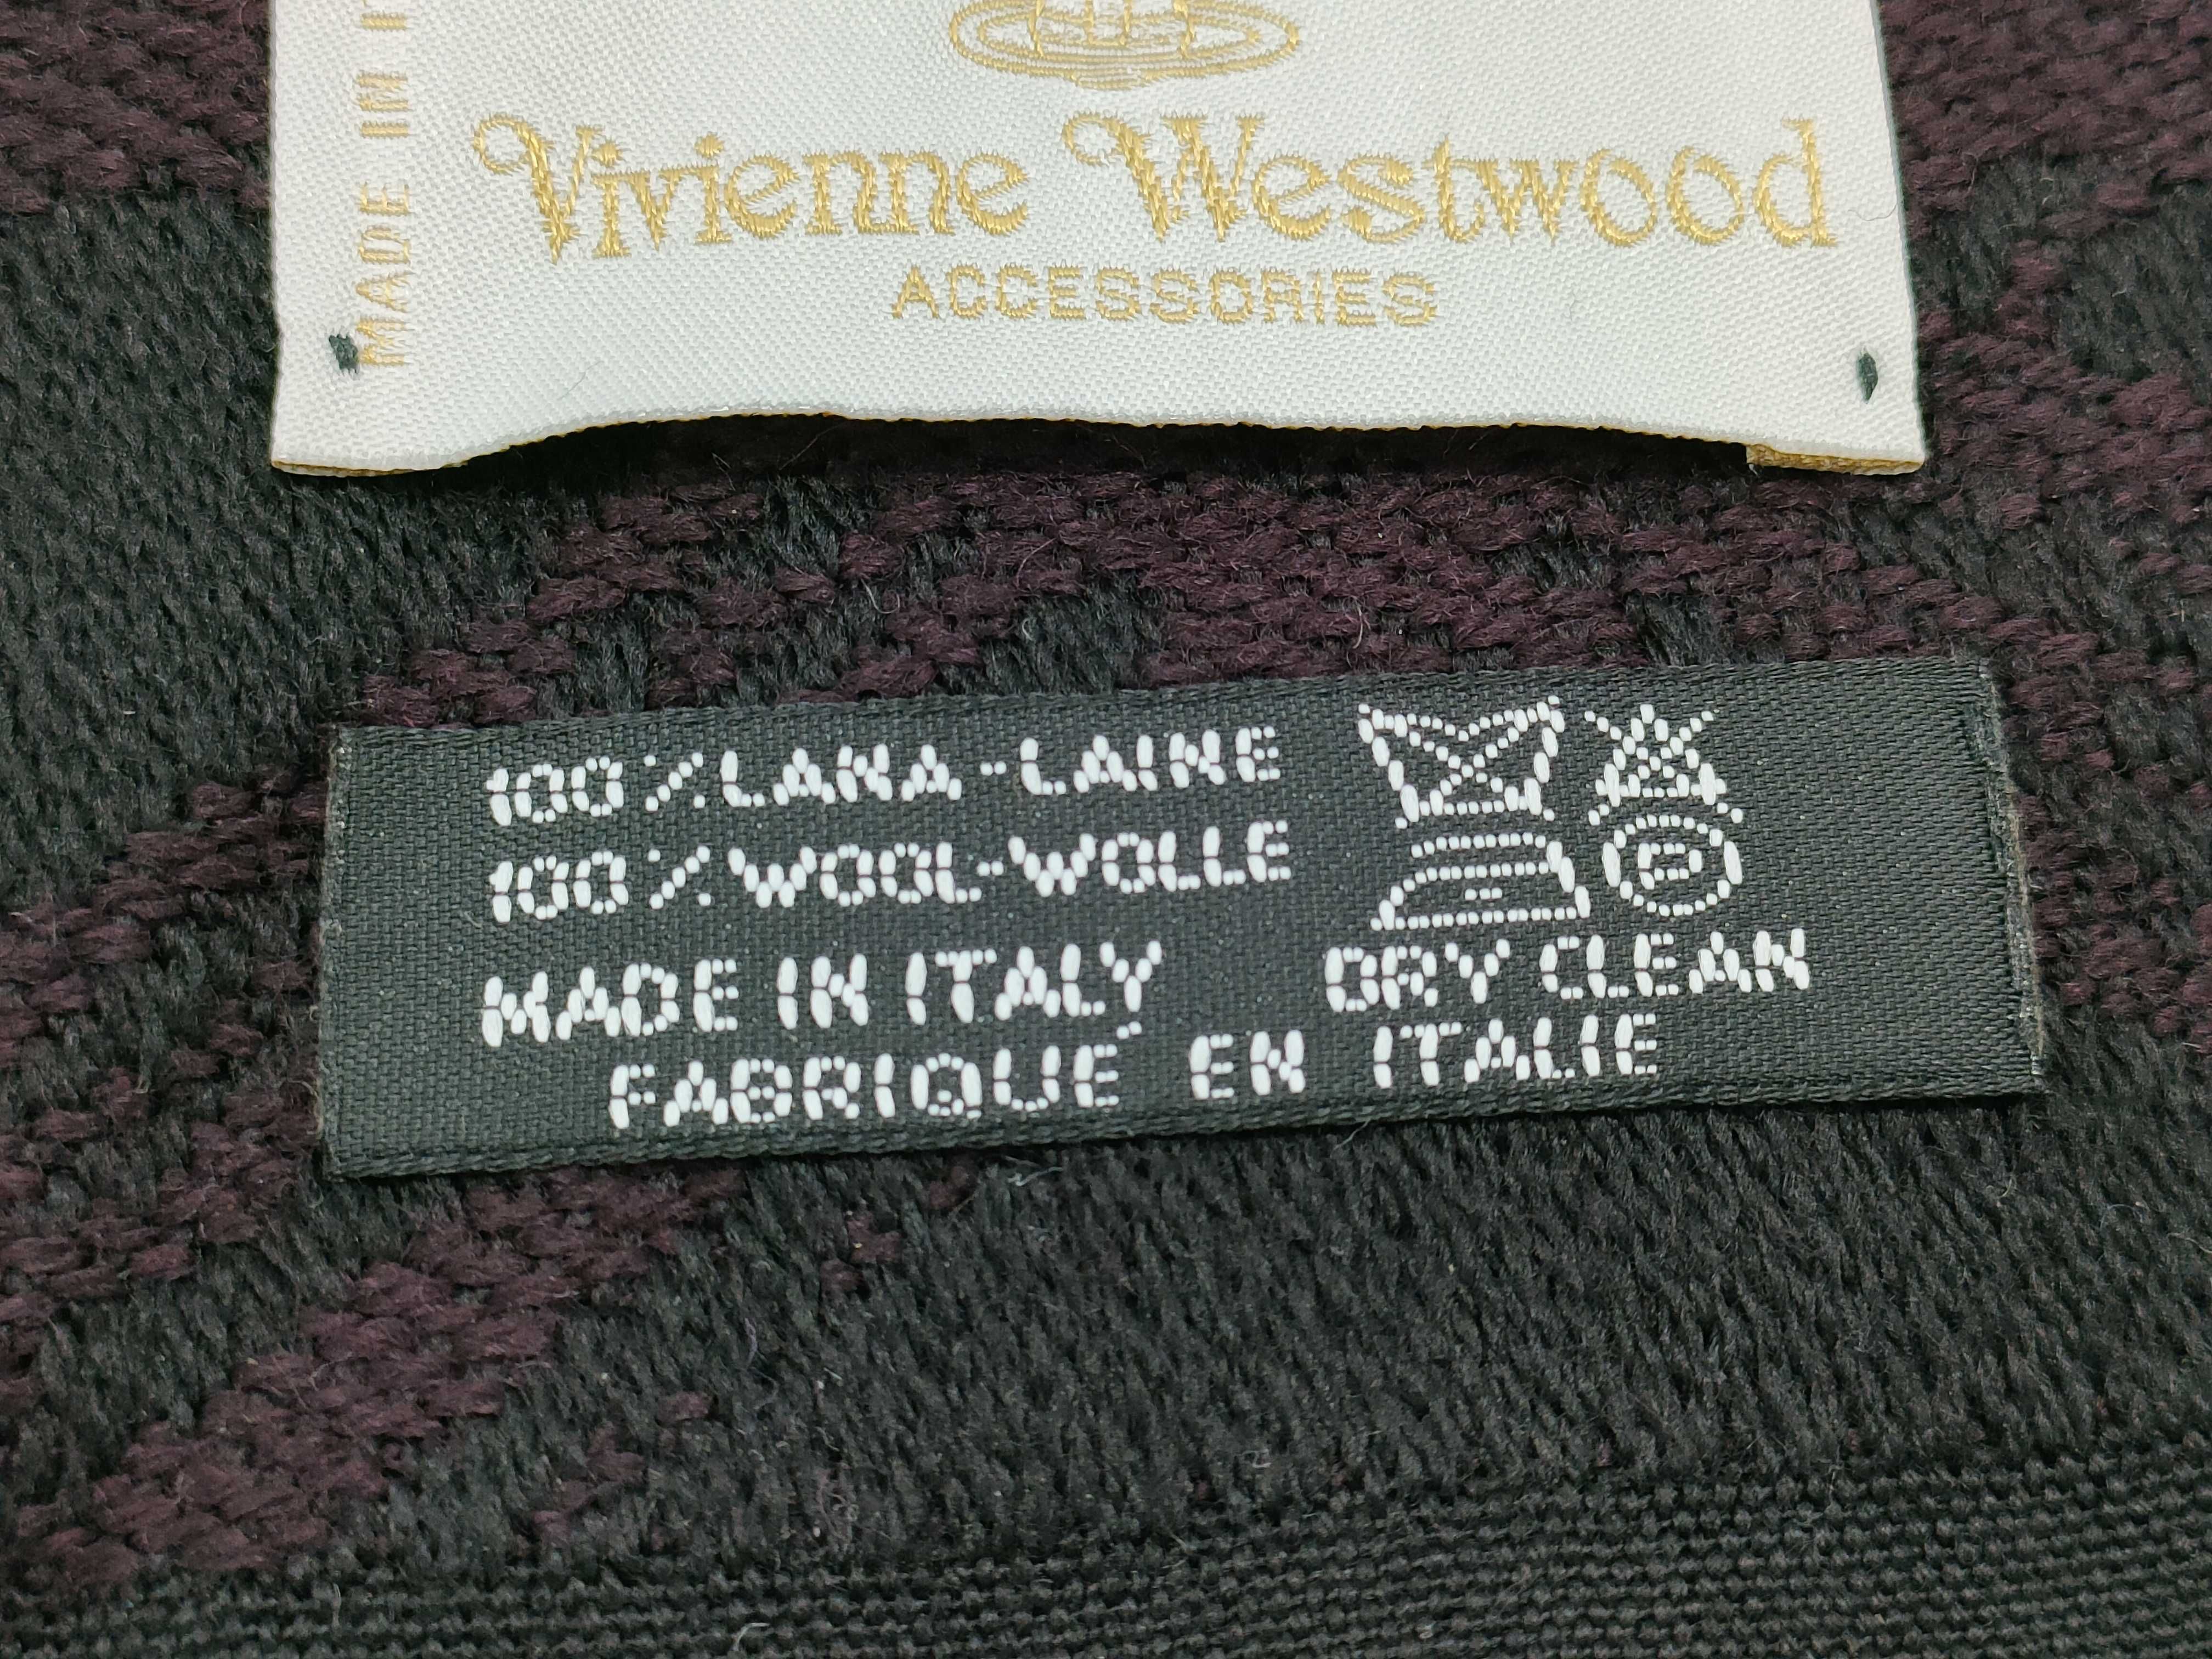 MADE IN IT
Vivienne Westwood
ACCESSORIES
100%LANA-LAINE
100%WOOL-WOLLE
P
MADE IN ITALY
DRY CLEAN
FABRIQUÉ EN ITALIE